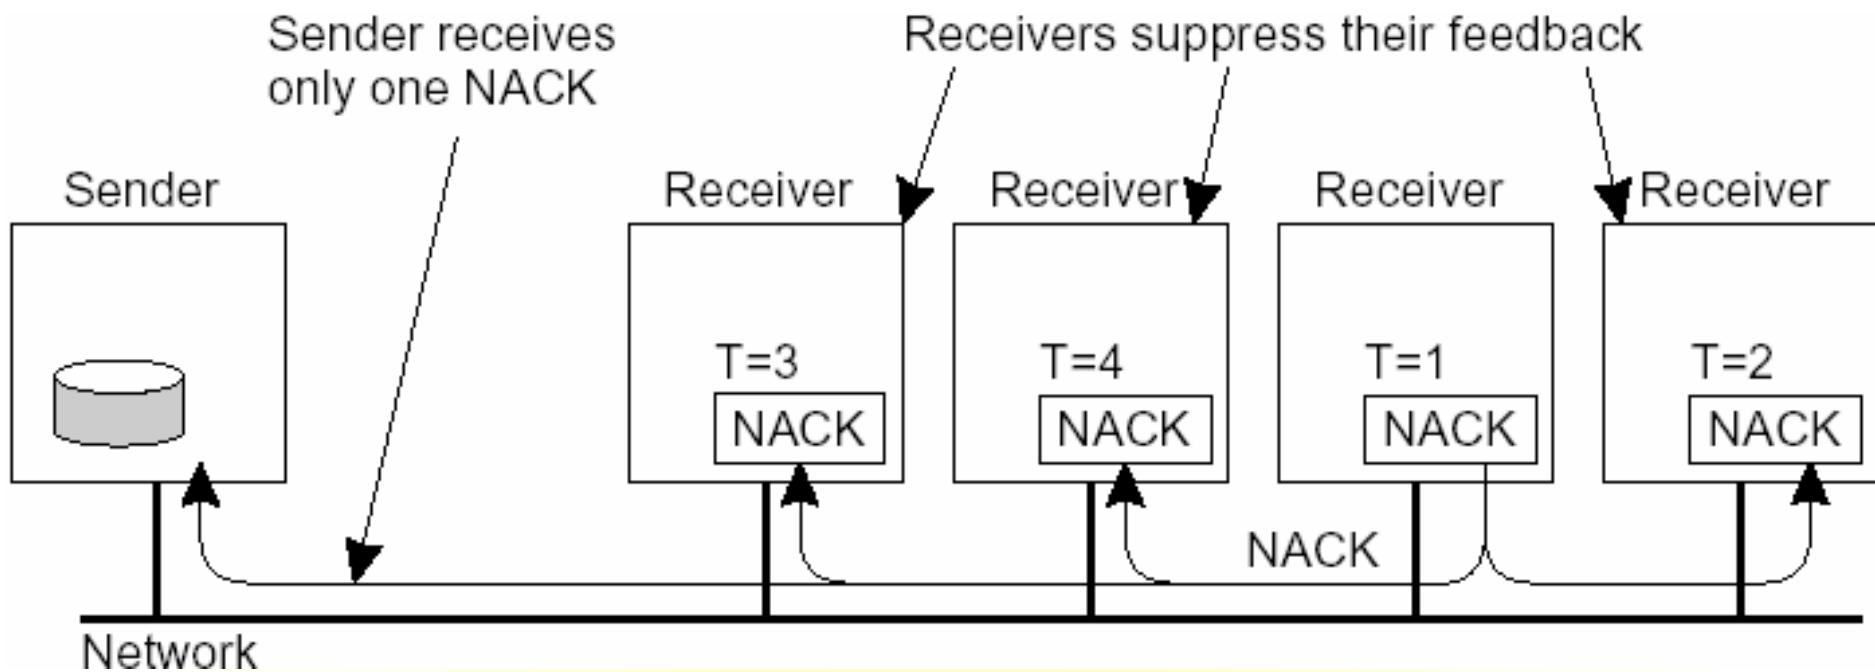 Sender receives
only one NACK
Receivers suppress their feedback
Sender
Receiver
Receiver
Receiver
Receiver
T=3
T=4
T=1
T=2
NACK
NACK
NACK
NACK
NACK
Network